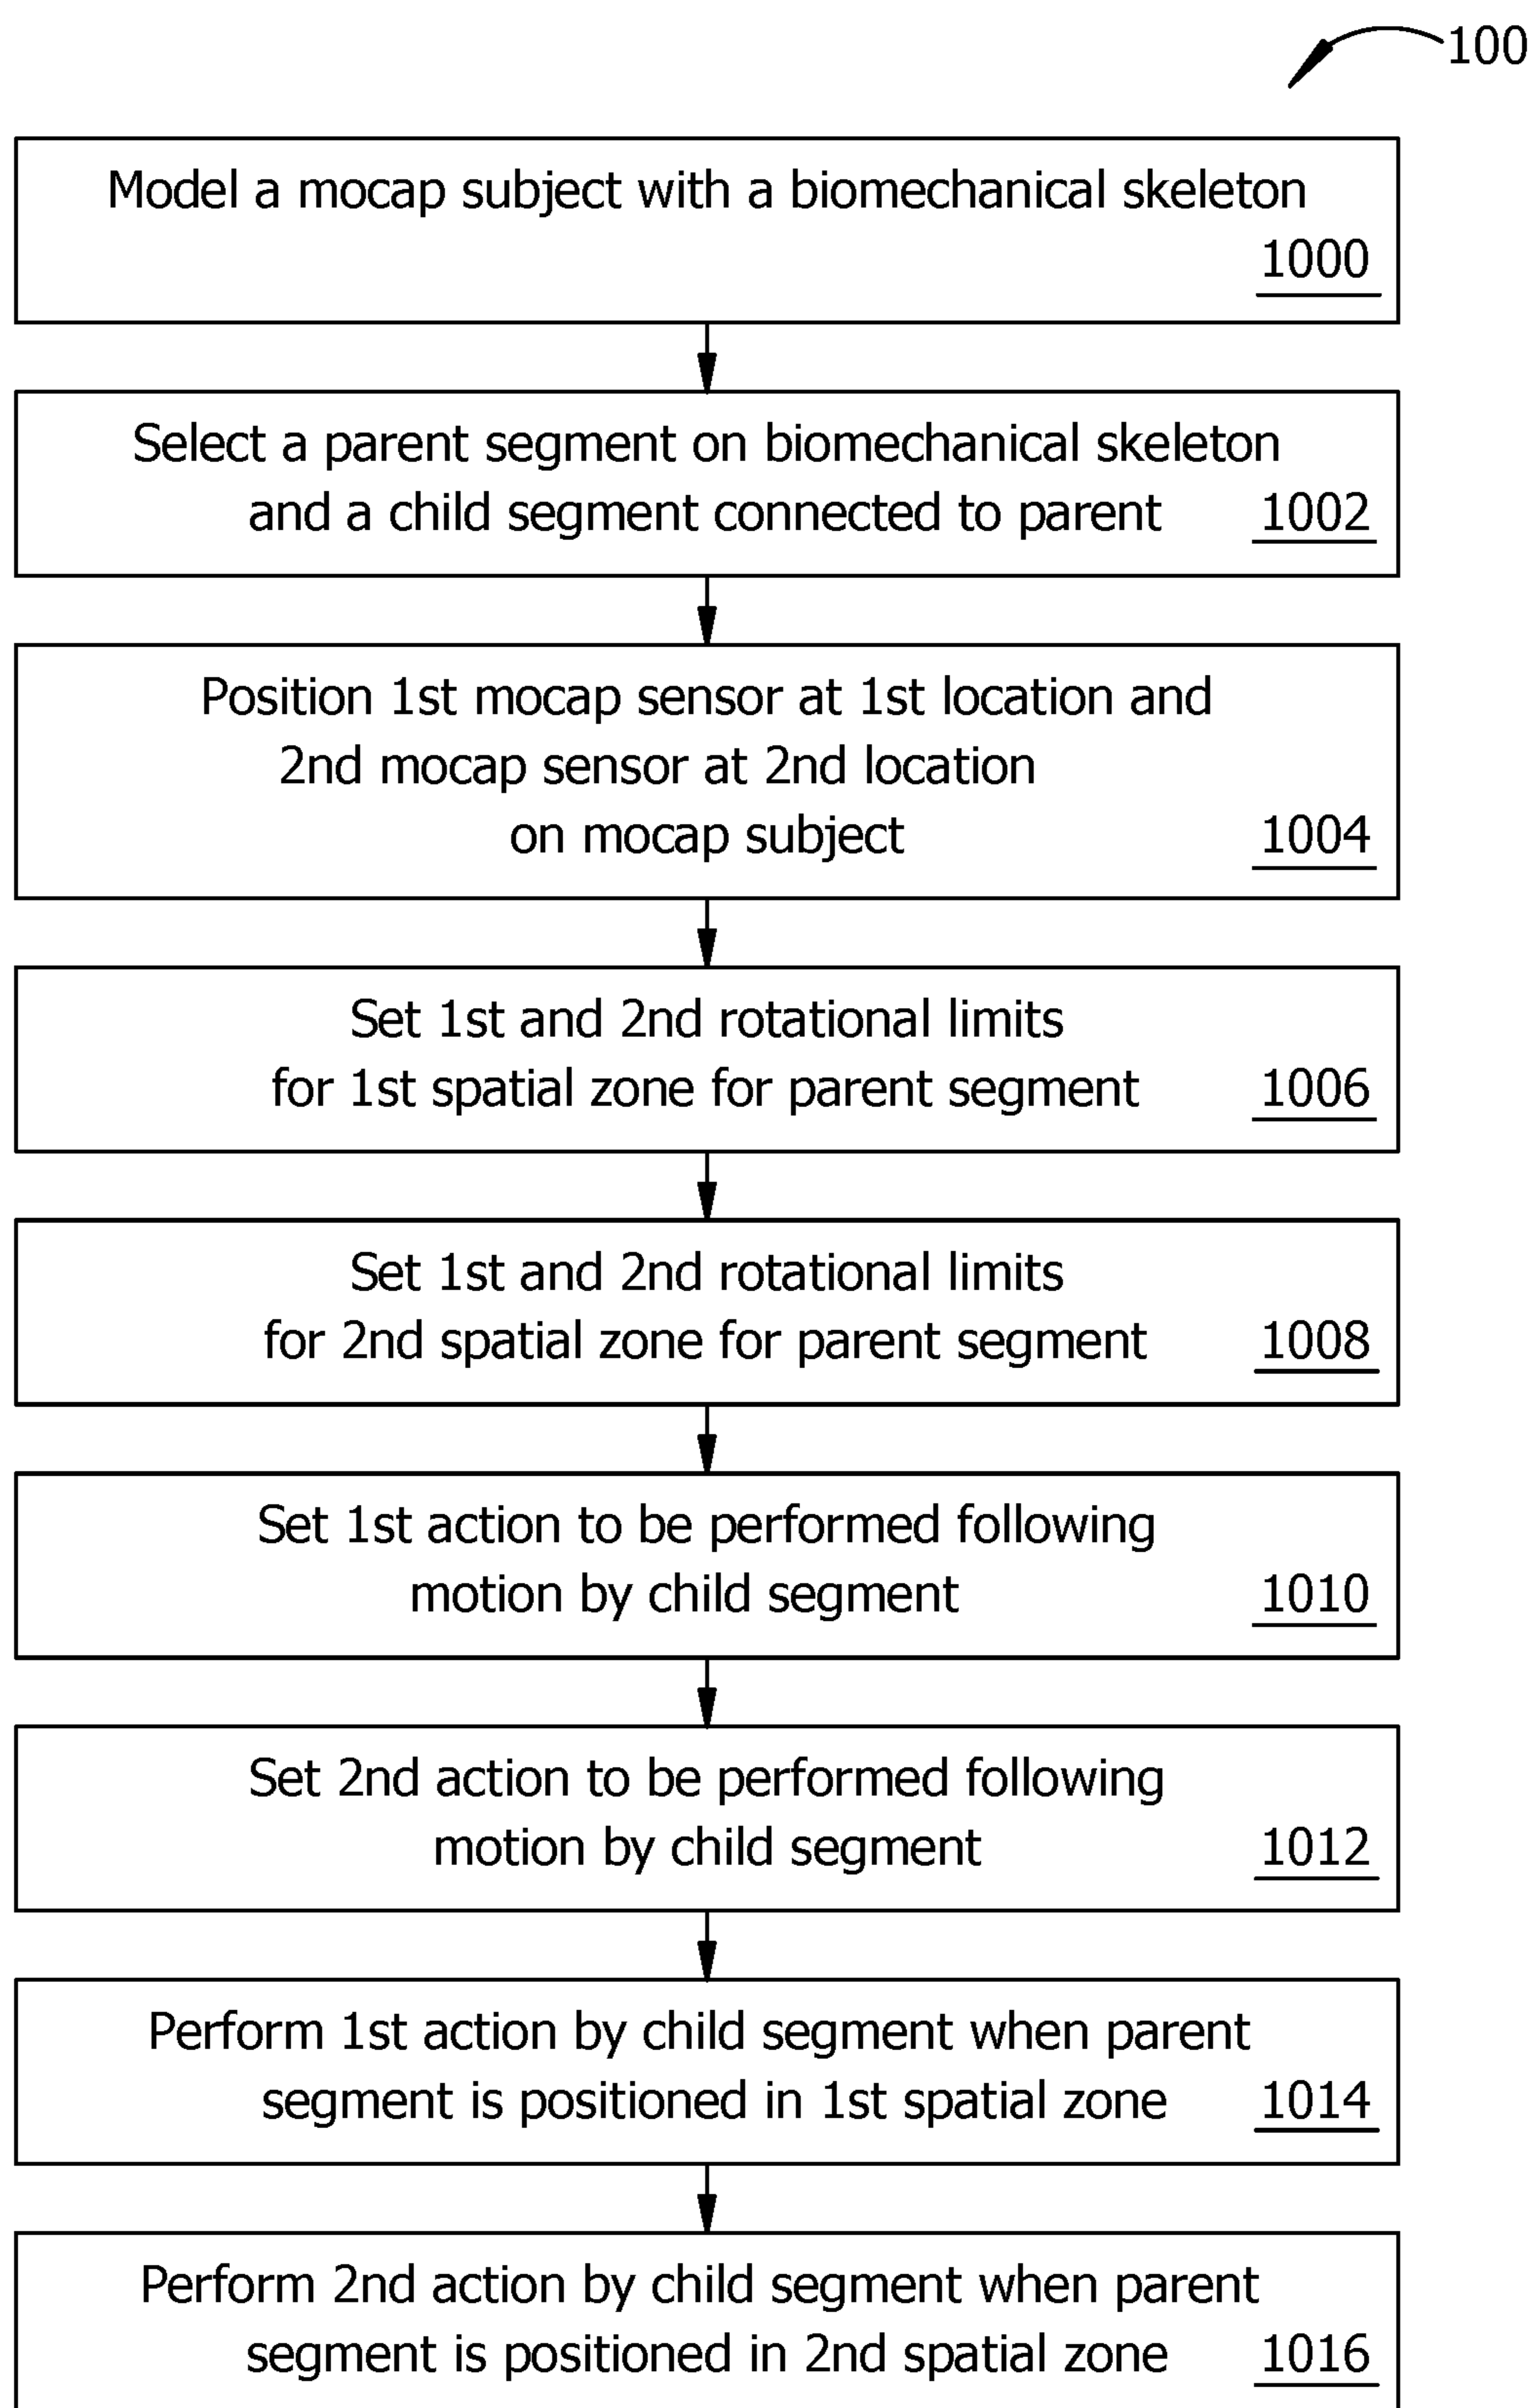 100
Model a mocap subject with a biomechanical skeleton
1000
Select a parent segment on biomechanical skeleton
and a child segment connected to parent 1002
Position 1st mocap sensor at 1st location and
2nd mocap sensor at 2nd location
on mocap subject 1004
Set 1st and 2nd rotational limits
for 1st spatial zone for parent segment 1006
Set 1st and 2nd rotational limits
for 2nd spatial zone for parent segment 1008
Set 1st action to be performed following
motion by child segment 1010
Set 2nd action to be performed following
motion by child segment 1012
Perform 1st action by child segment when parent
segment is positioned in 1st spatial zone 1014
Perform 2nd action by child segment when parent
segment is positioned in 2nd spatial zone 1016